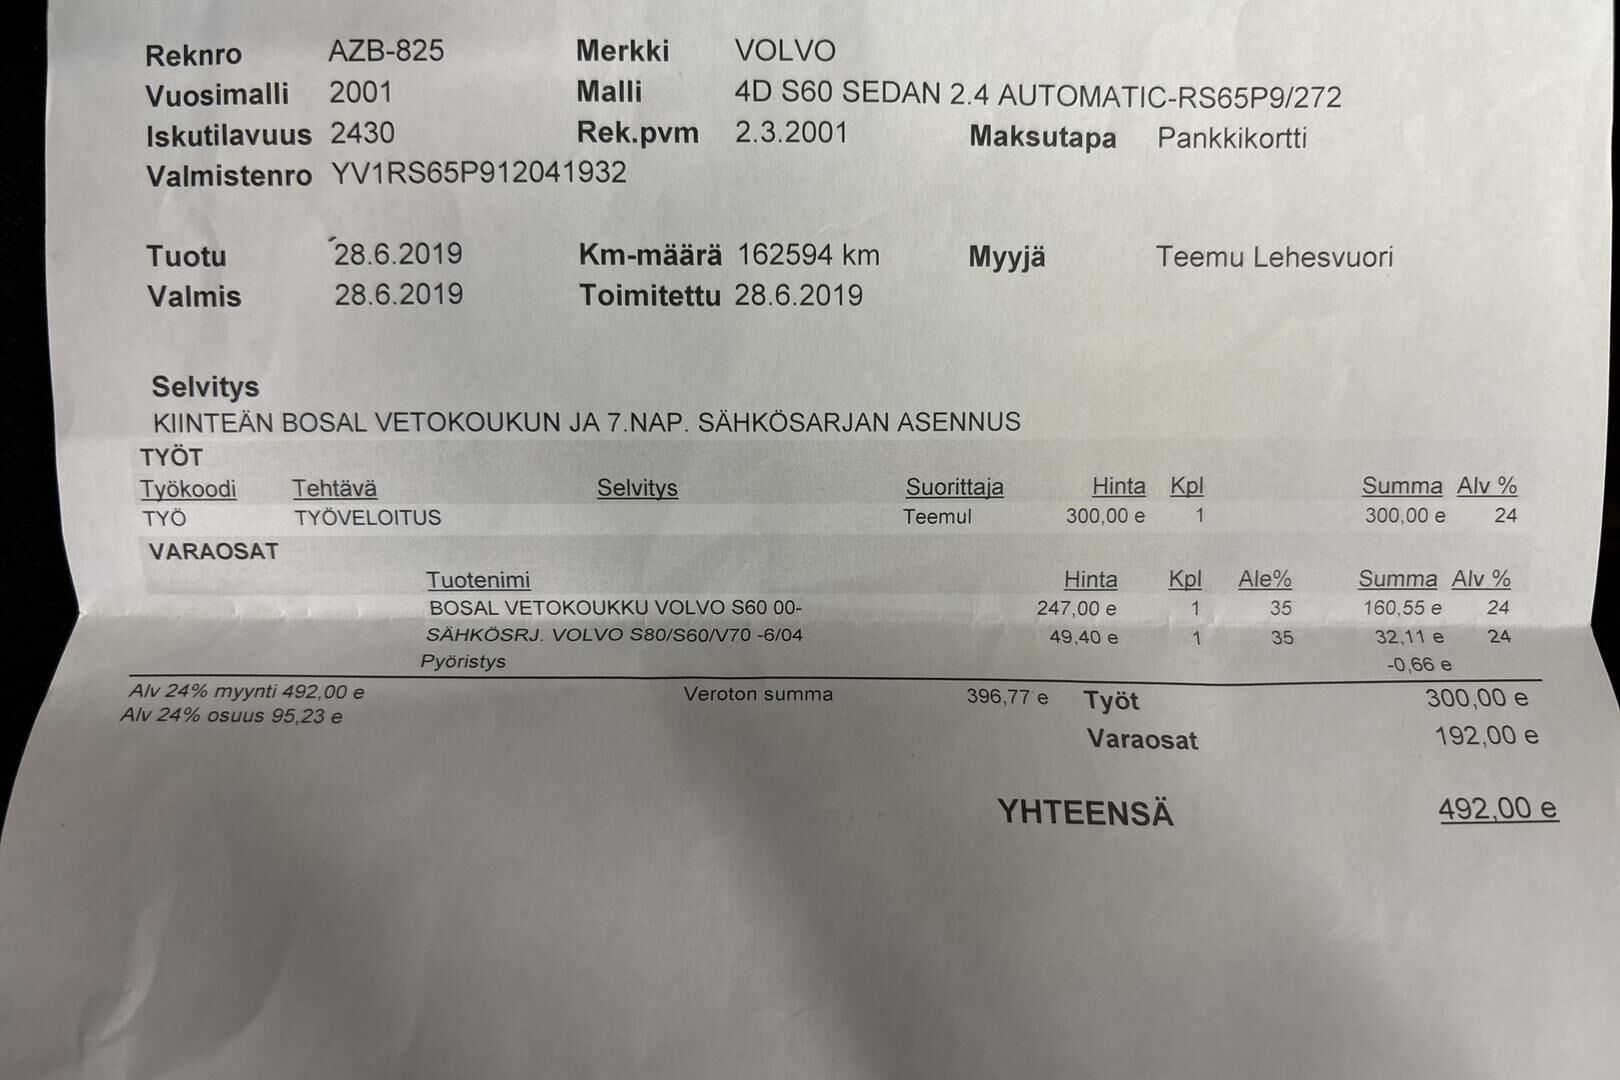 Reknro AZB-825 Merkki VOLVO
Vuosimalli 2001 Malli 4D S60 SEDAN 2.4 AUTOMATIC-RS65P9/272
Iskutilavuus 2430 Rek.pvm 2.3.2001 Maksutapa Pankkikortti
Valmistenro YV1RS65P912041932
Tuotu 28.6.2019 Km-määrä 162594 km Myyjä Teemu Lehesvuori
Valmis 28.6.2019 Toimitettu 28.6.2019
Selvitys
KIINTEÄN BOSAL VETOKOUKUN JA 7.NAP. SÄHKÖSARJAN ASENNUS
TYÖT
Työkoodi Tehtävä Selvitys Suorittaja Hinta Kpl Summa Alv %
TYÖ TYÖVELOITUS Teemul 300,00 e 1 300,00 e 24
VARAOSAT
Tuotenimi Hinta Kpl Ale% Summa Alv %
BOSAL VETOKOUKKU VOLVO S60 00- 247,00 e 1 35 160,55 e 24
SÄHKÖSRJ. VOLVO S80/S60/V70 -6/04 49,40 e 1 35 32,11 e 24
Pyöristys -0,66 e
Alv 24% myynti 492,00 e Veroton summa 396,77 e Työt 300,00 e
Alv 24% osuus 95,23 e
Varaosat 192,00 e
YHTEENSÄ 492,00 e